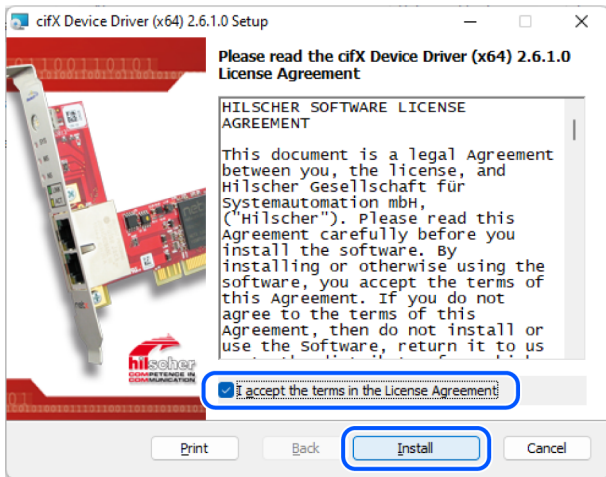 cifX Device Driver (x64) 2.6.1.0 Setup
Please read the cifX Device Driver (x64) 2.6.1.0
License Agreement
HILSCHER SOFTWARE LICENSE
AGREEMENT
This document is a legal Agreement
between you, the license, and
Hilscher Gesellschaft für
Systemautomation mbH,
("Hilscher"). Please read this
Agreement carefully before you
install the software. By
installing or otherwise using the
software, you accept the terms of
this Agreement. If you do not
agree to the terms of this
Agreement, then do not install or
use the Software, return it to us
hilscher
COMPETENCE IN
COMMUNICATION
I accept the terms in the License Agreement
Print
Back
Install
Cancel